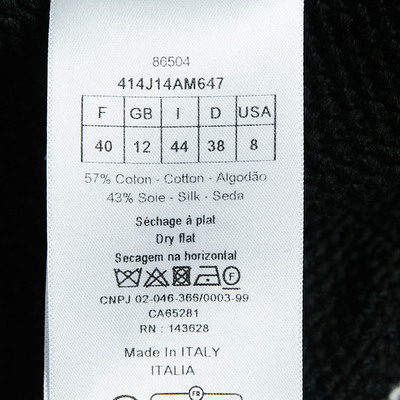 86504
414J14AM647
F GB I D USA
40 12 44 38 8
57% Coton - Cotton - Algodão
43% Soie - Silk - Seda
Séchage à plat
Dry flat
Secagem na horizontal
F
CNPJ 02-046-366/0003-99
CA65281
RN : 143628
Made In ITALY
ITALIA